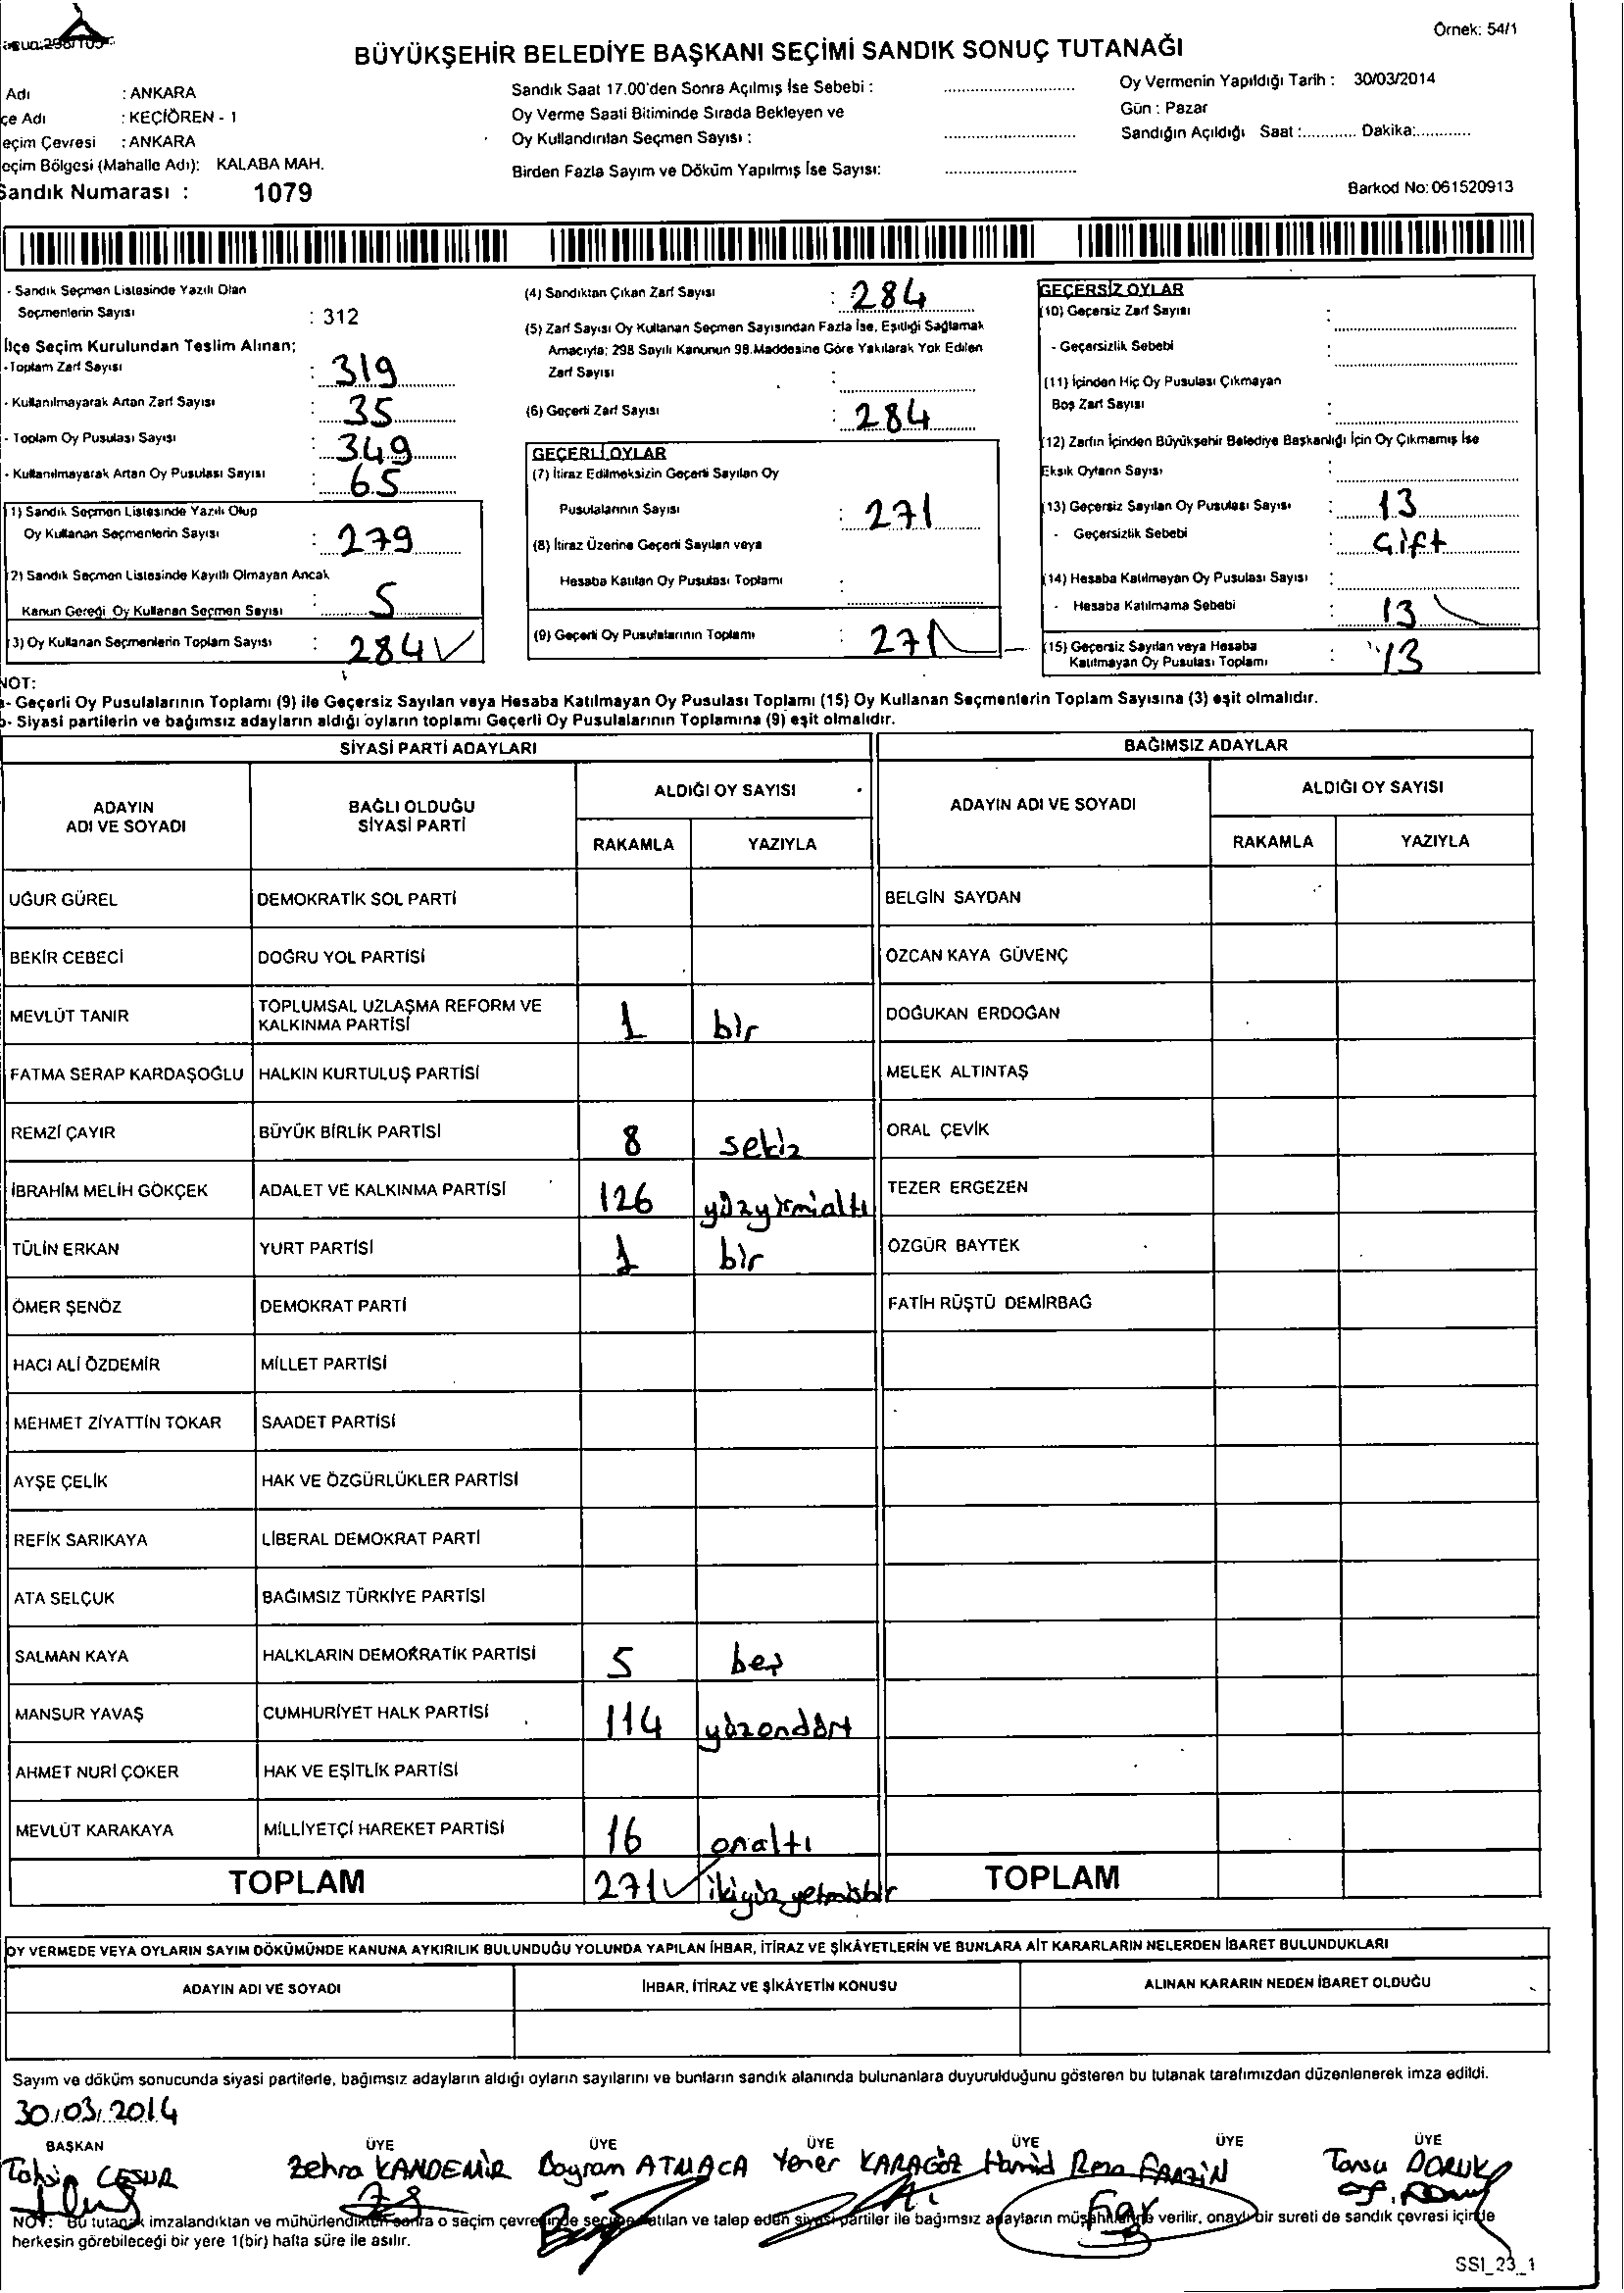 Örnek: 54/1
BÜYÜKŞEHİR BELEDİYE BAŞKANI SEÇİMİ SANDIK SONUÇ TUTANAĞI
Adı : ANKARA
çe Adı : KEÇİÖREN - 1
eçim Çevresi : ANKARA
eçim Bölgesi (Mahalle Adı): KALABA MAH.
Sandık Numarası : 1079
Sandık Saat 17.00'den Sonra Açılmış İse Sebebi :
Oy Verme Saati Bitiminde Sırada Bekleyen ve
Oy Kullandırılan Seçmen Sayısı :
Birden Fazla Sayım ve Döküm Yapılmış İse Sayısı:
Oy Vermenin Yapıldığı Tarih : 30/03/2014
Gün : Pazar
Sandığın Açıldığı Saat :............ Dakika:............
Barkod No: 061520913
- Sandık Seçmen Listesinde Yazılı Olan
Seçmenlerin Sayısı : 312
İlçe Seçim Kurulundan Teslim Alınan;
-Toplam Zarf Sayısı : 319
- Kullanılmayarak Artan Zarf Sayısı : 35
- Toplam Oy Pusulası Sayısı : 349
- Kullanılmayarak Artan Oy Pusulası Sayısı : 65
1) Sandık Seçmen Listesinde Yazılı Olup
Oy Kullanan Seçmenlerin Sayısı : 279
2) Sandık Seçmen Listesinde Kayıtlı Olmayan Ancak
Kanun Gereği Oy Kullanan Seçmen Sayısı : 5
3) Oy Kullanan Seçmenlerin Toplam Sayısı : 284
(4) Sandıktan Çıkan Zarf Sayısı : 284
(5) Zarf Sayısı Oy Kullanan Seçmen Sayısından Fazla İse, Eşitliği Sağlamak
Amacıyla; 298 Sayılı Kanunun 98.Maddesine Göre Yakılarak Yok Edilen
Zarf Sayısı :
(6) Geçerli Zarf Sayısı : 284
GEÇERLİ OYLAR
(7) İtiraz Edilmeksizin Geçerli Sayılan Oy
Pusulalarının Sayısı : 271
(8) İtiraz Üzerine Geçerli Sayılan veya
Hesaba Katılan Oy Pusulası Toplamı :
(9) Geçerli Oy Pusulalarının Toplamı : 271
GEÇERSİZ OYLAR
(10) Geçersiz Zarf Sayısı :
- Geçersizlik Sebebi :
(11) İçinden Hiç Oy Pusulası Çıkmayan
Boş Zarf Sayısı :
(12) Zarfın İçinden Büyükşehir Belediye Başkanlığı İçin Oy Çıkmamış İse
Eksik Oyların Sayısı :
(13) Geçersiz Sayılan Oy Pusulası Sayısı : 13
- Geçersizlik Sebebi : Çift
(14) Hesaba Katılmayan Oy Pusulası Sayısı :
- Hesaba Katılmama Sebebi : 13
(15) Geçersiz Sayılan veya Hesaba
Katılmayan Oy Pusulası Toplamı : 13
NOT:
a- Geçerli Oy Pusulalarının Toplamı (9) ile Geçersiz Sayılan veya Hesaba Katılmayan Oy Pusulası Toplamı (15) Oy Kullanan Seçmenlerin Toplam Sayısına (3) eşit olmalıdır.
b- Siyasi partilerin ve bağımsız adayların aldığı oyların toplamı Geçerli Oy Pusulalarının Toplamına (9) eşit olmalıdır.
SİYASİ PARTİ ADAYLARI BAĞIMSIZ ADAYLAR
ADAYIN ADI VE SOYADI BAĞLI OLDUĞU SİYASİ PARTİ ALDIĞI OY SAYISI ADAYIN ADI VE SOYADI ALDIĞI OY SAYISI
RAKAMLA YAZIYLA RAKAMLA YAZIYLA
UĞUR GÜREL DEMOKRATİK SOL PARTİ BELGİN SAYDAN
BEKİR CEBECİ DOĞRU YOL PARTİSİ ÖZCAN KAYA GÜVENÇ
MEVLÜT TANIR TOPLUMSAL UZLAŞMA REFORM VE KALKINMA PARTİSİ 1 bir DOĞUKAN ERDOĞAN
FATMA SERAP KARDAŞOĞLU HALKIN KURTULUŞ PARTİSİ MELEK ALTINTAŞ
REMZİ ÇAYIR BÜYÜK BİRLİK PARTİSİ 8 sekiz ORAL ÇEVİK
İBRAHİM MELİH GÖKÇEK ADALET VE KALKINMA PARTİSİ 126 yüzyirmialtı TEZER ERGEZEN
TÜLİN ERKAN YURT PARTİSİ 1 bir ÖZGÜR BAYTEK
ÖMER ŞENÖZ DEMOKRAT PARTİ FATİH RÜŞTÜ DEMİRBAĞ
HACI ALİ ÖZDEMİR MİLLET PARTİSİ
MEHMET ZİYATTİN TOKAR SAADET PARTİSİ
AYŞE ÇELİK HAK VE ÖZGÜRLÜKLER PARTİSİ
REFİK SARIKAYA LİBERAL DEMOKRAT PARTİ
ATA SELÇUK BAĞIMSIZ TÜRKİYE PARTİSİ
SALMAN KAYA HALKLARIN DEMOKRATİK PARTİSİ 5 beş
MANSUR YAVAŞ CUMHURİYET HALK PARTİSİ 114 yüzondört
AHMET NURİ ÇOKER HAK VE EŞİTLİK PARTİSİ
MEVLÜT KARAKAYA MİLLİYETÇİ HAREKET PARTİSİ 16 onaltı
TOPLAM 271 ikiyüzyetmişbir TOPLAM
OY VERMEDE VEYA OYLARIN SAYIM DÖKÜMÜNDE KANUNA AYKIRILIK BULUNDUĞU YOLUNDA YAPILAN İHBAR, İTİRAZ VE ŞİKÂYETLERİN VE BUNLARA AİT KARARLARIN NELERDEN İBARET BULUNDUKLARI
ADAYIN ADI VE SOYADI İHBAR, İTİRAZ VE ŞİKÂYETİN KONUSU ALINAN KARARIN NEDEN İBARET OLDUĞU
Sayım ve döküm sonucunda siyasi partilerle, bağımsız adayların aldığı oyların sayılarını ve bunların sandık alanında bulunanlara duyurulduğunu gösteren bu tutanak tarafımızdan düzenlenerek imza edildi.
30/03/2014
BAŞKAN ÜYE ÜYE ÜYE ÜYE ÜYE ÜYE
Tahsin CESUR Zehra KANDEMİR Bayram ATMACA Yener KARAGÖZ Hamid Rıza FARZİN Tansu DORUK
NOT: Bu tutanak imzalandıktan ve mühürlendikten sonra o seçim çevresinde seçime katılan ve talep eden siyasi partiler ile bağımsız adayların müşahitlerine verilir, onaylı bir sureti de sandık çevresi içinde
herkesin görebileceği bir yere 1(bir) hafta süre ile asılır.
SSI_23_1